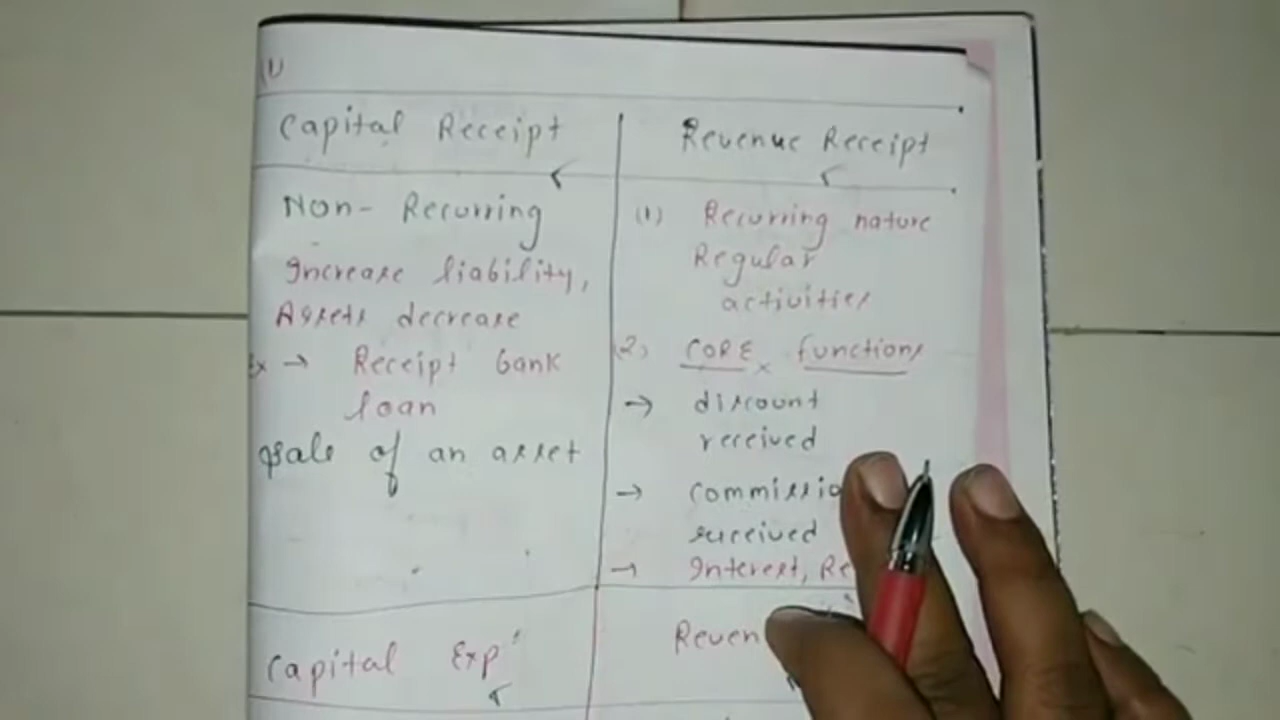 (1)
Capital Receipt
Non- Recurring
Increase liability,
Assets decrease
Ex → Receipt bank
loan
sale of an asset
Revenue Receipt
(1) Recurring nature
Regular
activities
(2) CORE functions
→ discount
received
→ commissio
received
→ Interest, Re
Capital Exp
Reven